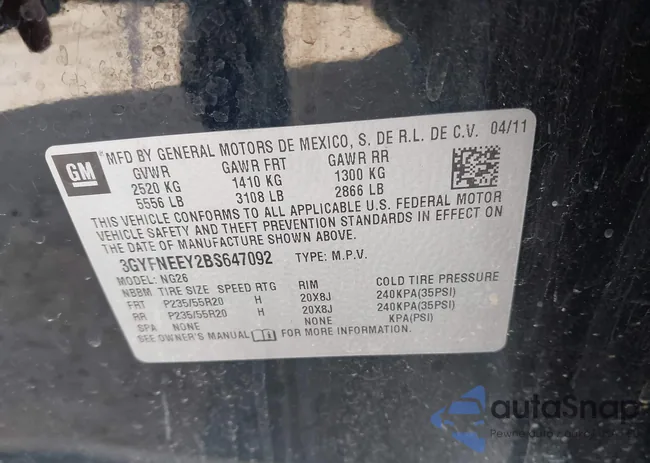 GM
MFD BY GENERAL MOTORS DE MEXICO, S. DE R.L. DE C.V. 04/11
GVWR GAWR FRT GAWR RR
2520 KG 1410 KG 1300 KG
5556 LB 3108 LB 2866 LB
THIS VEHICLE CONFORMS TO ALL APPLICABLE U.S. FEDERAL MOTOR
VEHICLE SAFETY AND THEFT PREVENTION STANDARDS IN EFFECT ON
THE DATE OF MANUFACTURE SHOWN ABOVE.
3GYFNEEY2BS647092 TYPE: M.P.V.
MODEL: NG26
NBBM TIRE SIZE SPEED RTG RIM COLD TIRE PRESSURE
FRT P235/55R20 H 20X8J 240KPA(35PSI)
RR P235/55R20 H 20X8J 240KPA(35PSI)
SPA NONE NONE KPA(PSI)
SEE OWNER'S MANUAL FOR MORE INFORMATION.
autoSnap
Pewne auto z